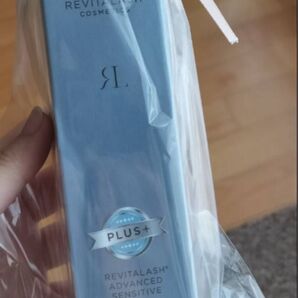 REVITALASH®
COSMETICS
RL
PLUS+
REVITALASH®
ADVANCED
SENSITIVE